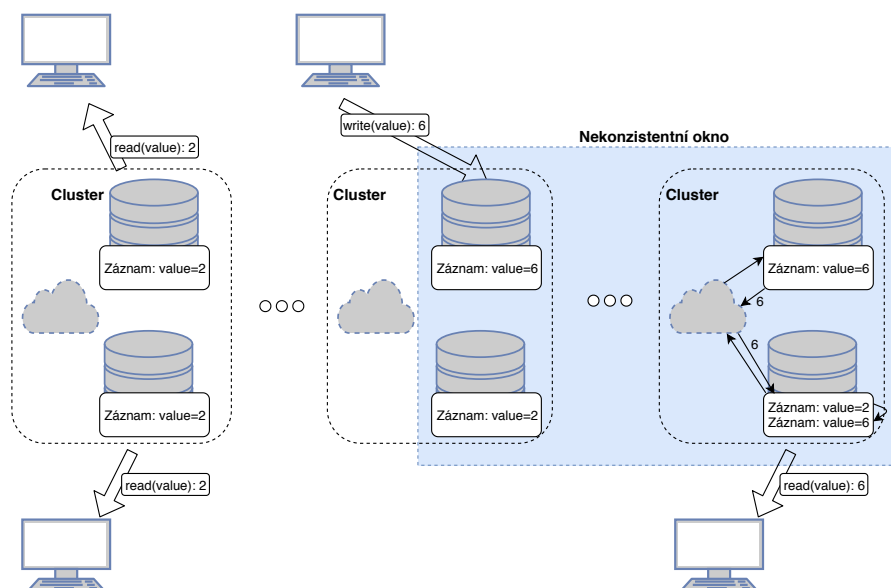 read(value): 2
write(value): 6
Nekonzistentní okno
Cluster
Cluster
Cluster
Záznam: value=2
Záznam: value=6
Záznam: value=6
6
6
Záznam: value=2
Záznam: value=2
Záznam: value=2
Záznam: value=6
read(value): 2
read(value): 6